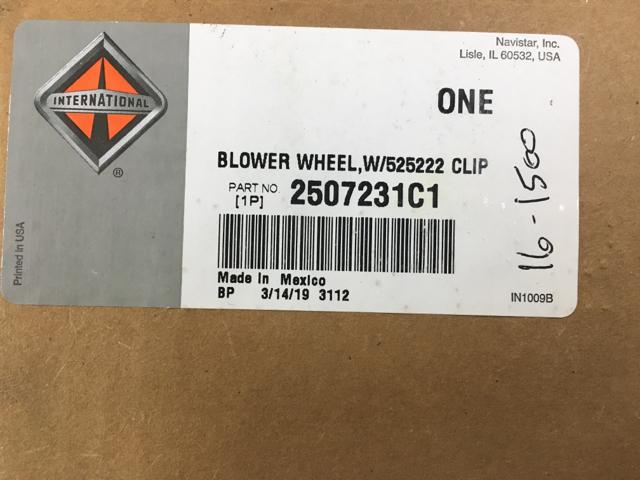 Navistar, Inc.
Lisle, IL 60532, USA
INTERNATIONAL
®
ONE
BLOWER WHEEL,W/525222 CLIP
PART NO. 2507231C1
[1P]
Made In Mexico
BP 3/14/19 3112
IN1009B
Printed in USA
16-1500